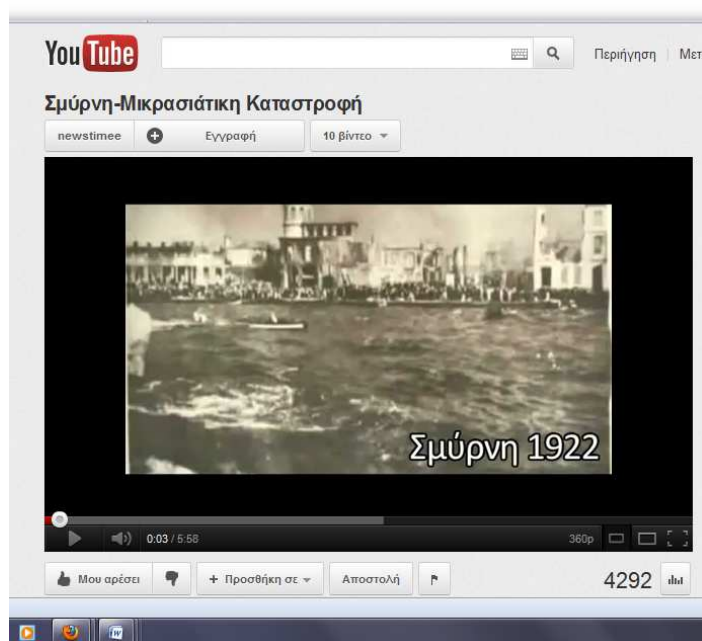 YouTube
Περιήγηση | Μετ
Σμύρνη-Μικρασιάτικη Καταστροφή
newstimee Εγγραφή 10 βίντεο
Σμύρνη 1922
0:03 / 5:58 360p
Μου αρέσει + Προσθήκη σε Αποστολή 4292
W